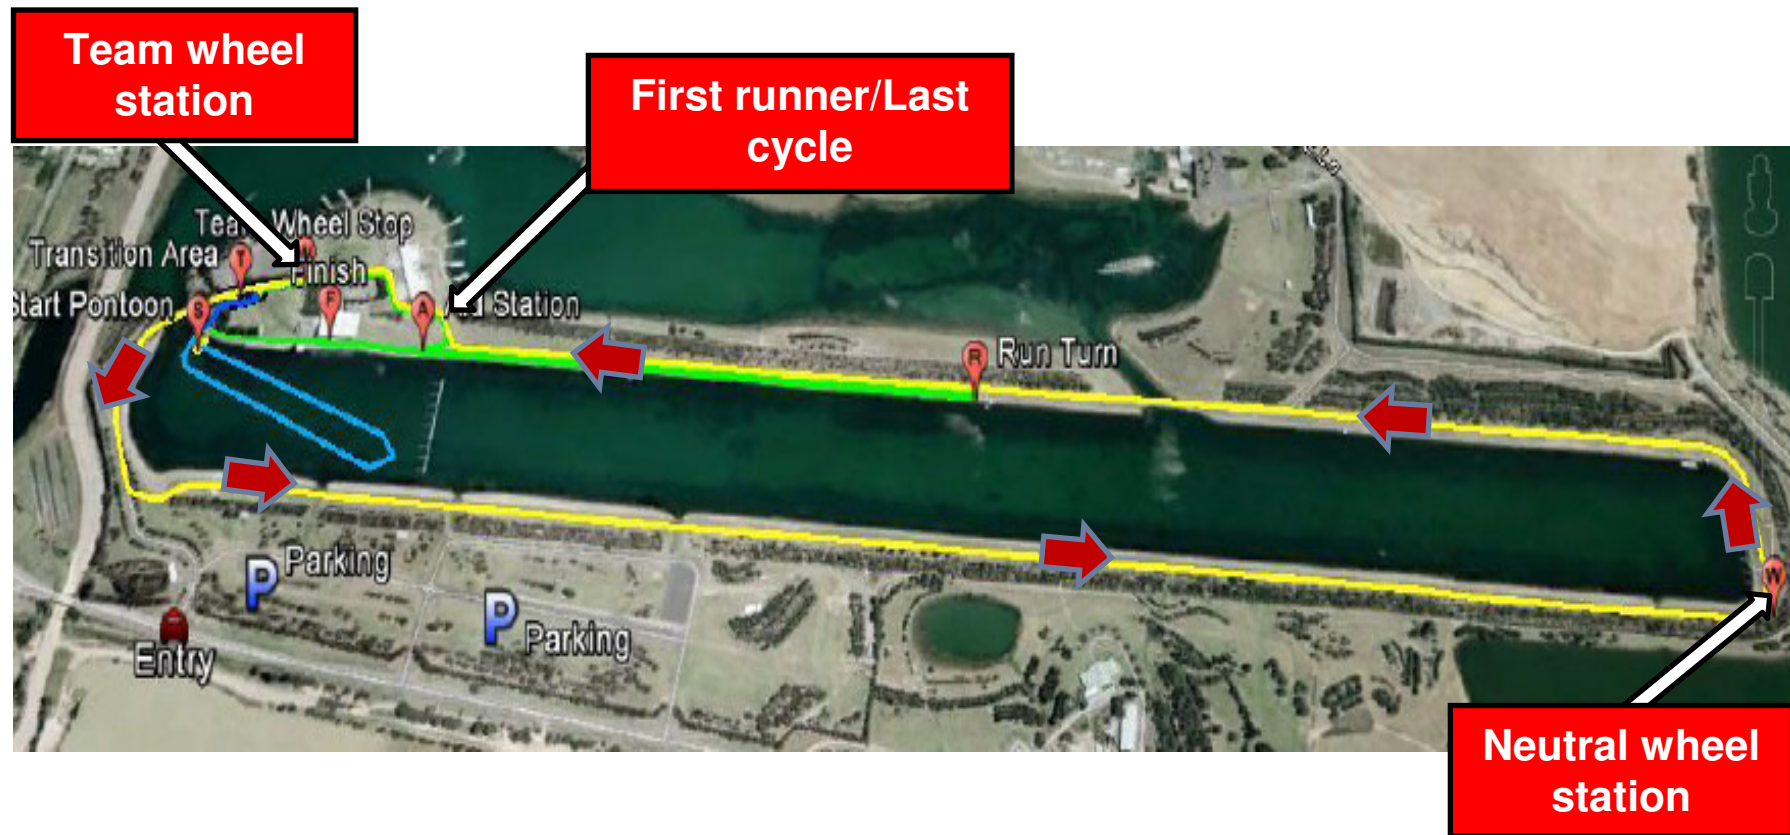 Team wheel
station
First runner/Last
cycle
Wheel Stop
Transition Area
T
Finish
Start Pontoon
S
F
A
Station
R
Run Turn
W
P
Parking
P
Parking
Entry
Neutral wheel
station